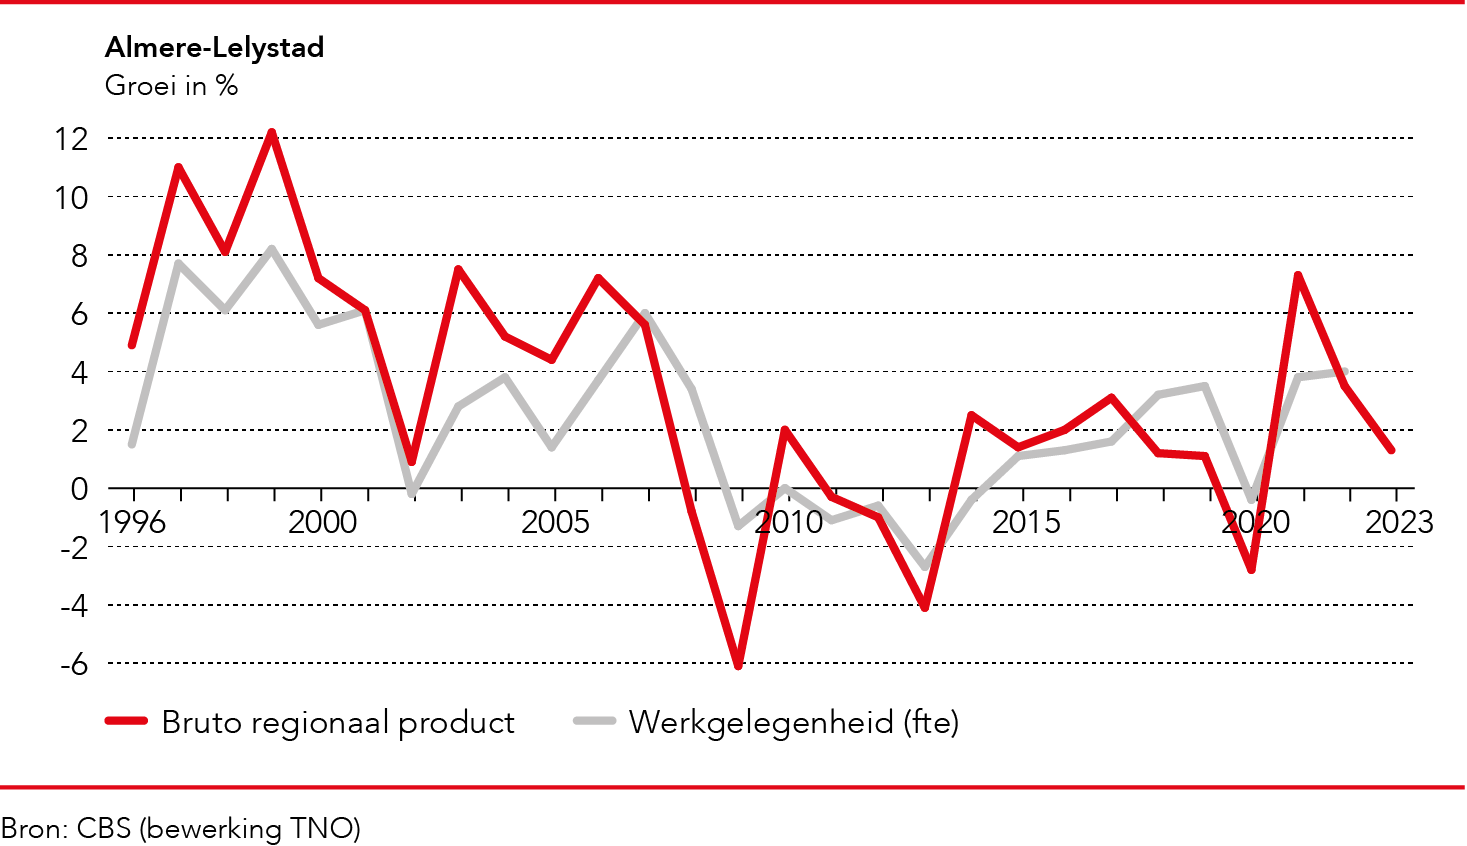 Almere-Lelystad
Groei in %
12
10
8
6
4
2
0
1996 2000 2005 2010 2015 2020 2023
-2
-4
-6
Bruto regionaal product Werkgelegenheid (fte)
Bron: CBS (bewerking TNO)